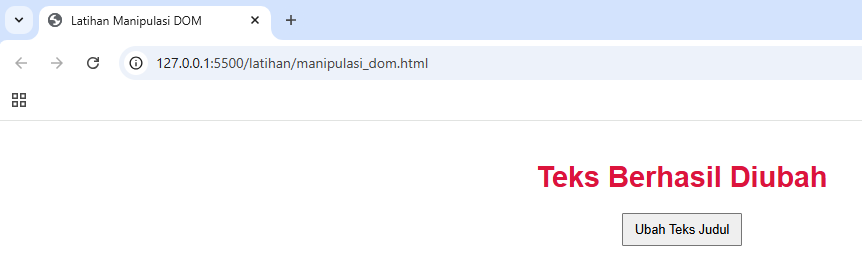 Latihan Manipulasi DOM
127.0.0.1:5500/latihan/manipulasi_dom.html
Teks Berhasil Diubah
Ubah Teks Judul